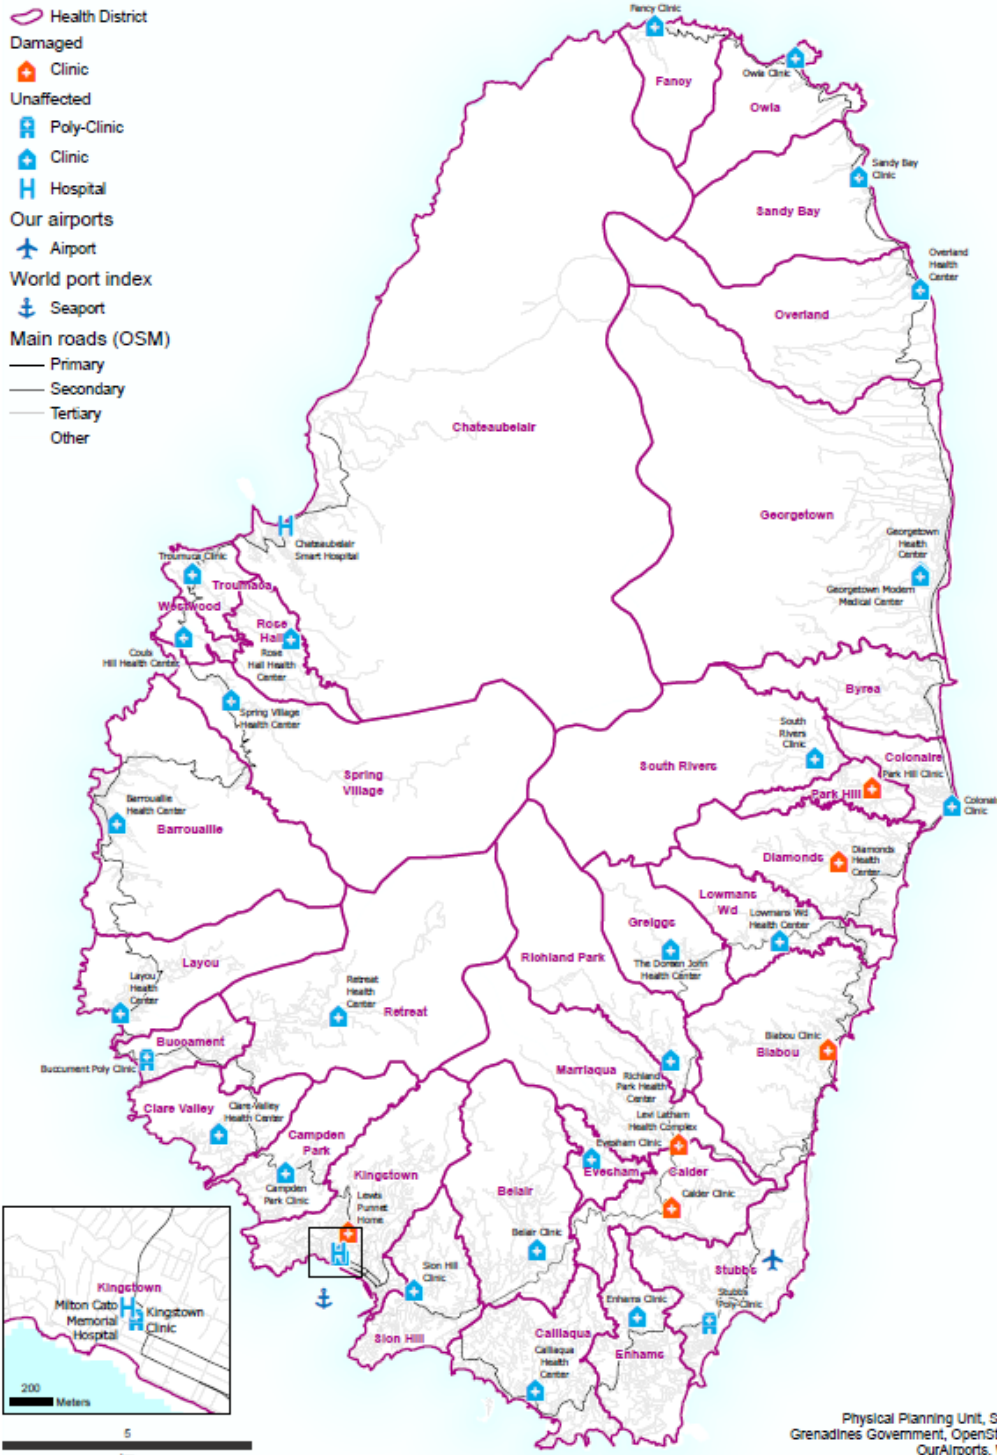 Health District
Damaged
Clinic
Unaffected
Poly-Clinic
Clinic
Hospital
Our airports
Airport
World port index
Seaport
Main roads (OSM)
Primary
Secondary
Tertiary
Other
Fancy Clinic
Fanoy
Owla Clinic
Owla
Sandy Bay
Clinic
Sandy Bay
Overland
Health
Center
Overland
Chateaubelair
Georgetown
Georgetown
Health
Center
Georgetown Modern
Medical Center
Chateaubelair
Smart Hospital
Troumuca Clinic
Troumaca
Westwood
Rose
Hall
Rose
Hall Health
Center
Coubs
Hill Health Center
Spring Village
Health Center
Spring
Village
Byrea
South
Rivers
Clinic
South Rivers
Colonaire
Park Hill Clinic
Park Hill
Colonaire
Clinic
Barrouallie
Health Center
Barrouallie
Diamonds
Diamonds
Health
Center
Lowmans
Wd
Lowmans Wd
Health Center
Greiggs
The Doreen John
Health Center
Richland Park
Layou
Layou
Health
Center
Retreat
Health
Center
Retreat
Buccament
Buccument Poly Clinic
Biabou Clinic
Biabou
Marriaqua
Richland
Park Health
Center
Clare Valley
Clare Valley
Health Center
Campden
Park
Campden
Park Clinic
Levi Latham
Health Complex
Evesham Clinic
Evesham
Calder
Calder Clinic
Kingstown
Lewis
Punnet
Home
Belair
Belair Clinic
Sion Hill
Clinic
Sion Hill
Stubbs
Stubbs
Poly-Clinic
Enhams Clinic
Enhams
Calliaqua
Calliaqua
Health
Center
Kingstown
Milton Cato
Memorial
Hospital
Kingstown
Clinic
200
Meters
5
Physical Planning Unit, S
Grenadines Government, OpenSt
OurAirports,